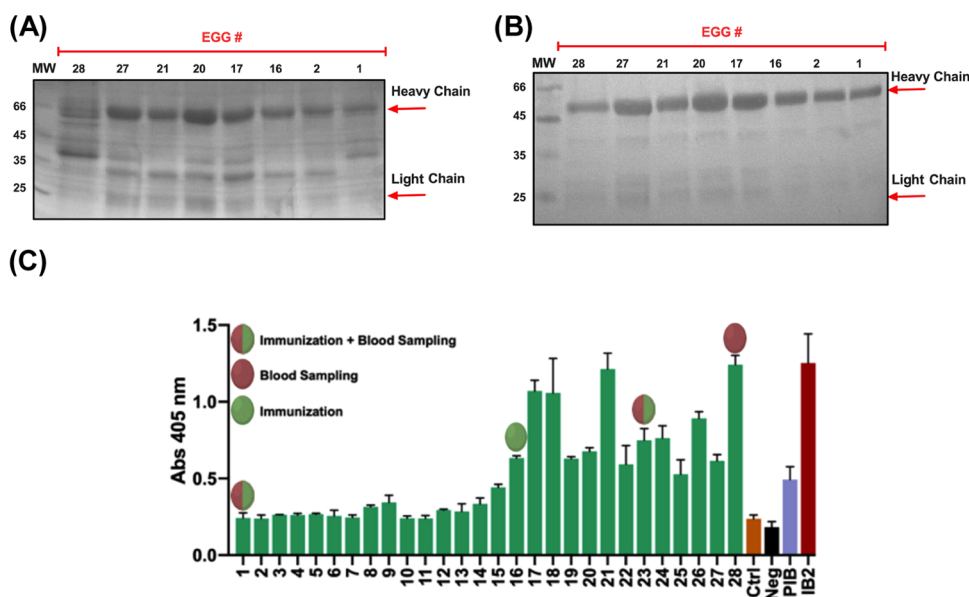 (A)
EGG #
MW 28 27 21 20 17 16 2 1
66
45
35
25
Heavy Chain
Light Chain
(B)
EGG #
MW 28 27 21 20 17 16 2 1
66
45
35
25
Heavy Chain
Light Chain
(C)
Abs 405 nm
1.5
1.0
0.5
0.0
Immunization + Blood Sampling
Blood Sampling
Immunization
1 2 3 4 5 6 7 8 9 10 11 12 13 14 15 16 17 18 19 20 21 22 23 24 25 26 27 28 Ctrl Neg PIB IB2